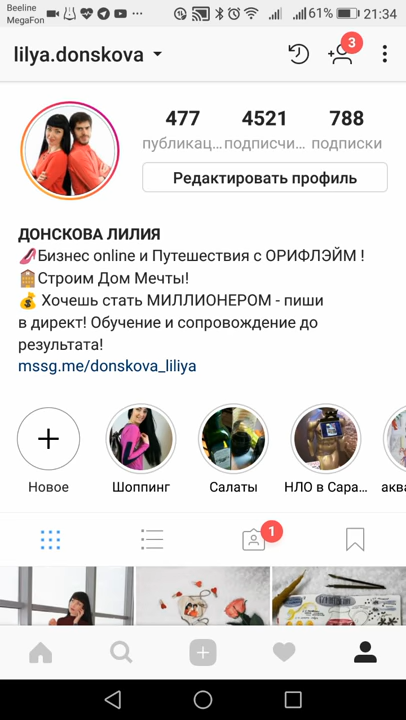 Beeline
MegaFon
61%
21:34
lilya.donskova
3
477
4521
788
публикац...
подписчи...
подписки
Редактировать профиль
ДОНСКОВА ЛИЛИЯ
👠Бизнес online и Путешествия с ОРИФЛЭЙМ !
🏨Строим Дом Мечты!
💰 Хочешь стать МИЛЛИОНЕРОМ - пиши
в директ! Обучение и сопровождение до
результата!
mssg.me/donskova_liliya
Новое
Шоппинг
Салаты
НЛО в Сара...
аква
1